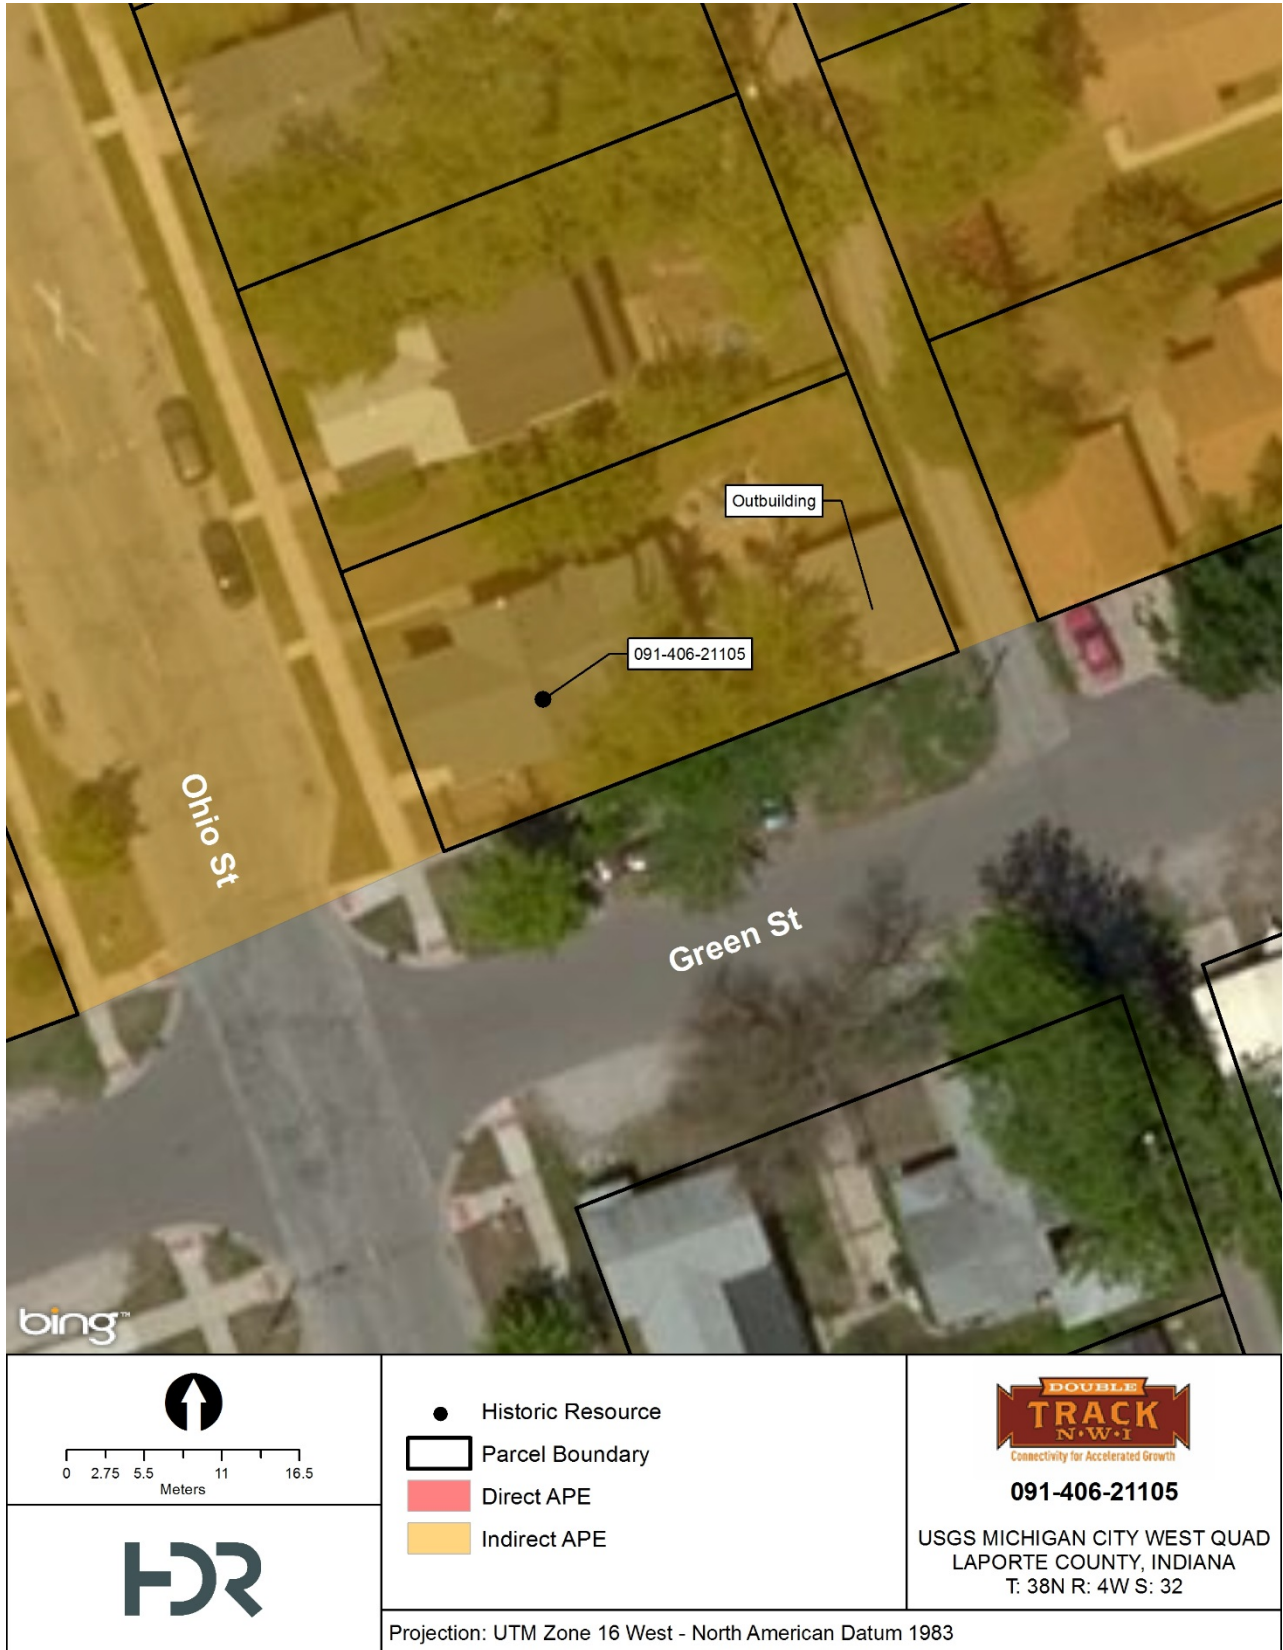 Outbuilding
091-406-21105
Ohio St
Green St
bing™
0 2.75 5.5 11 16.5
Meters
HDR
Historic Resource
Parcel Boundary
Direct APE
Indirect APE
DOUBLE
TRACK
N·W·I
Connectivity for Accelerated Growth
091-406-21105
USGS MICHIGAN CITY WEST QUAD
LAPORTE COUNTY, INDIANA
T: 38N R: 4W S: 32
Projection: UTM Zone 16 West - North American Datum 1983